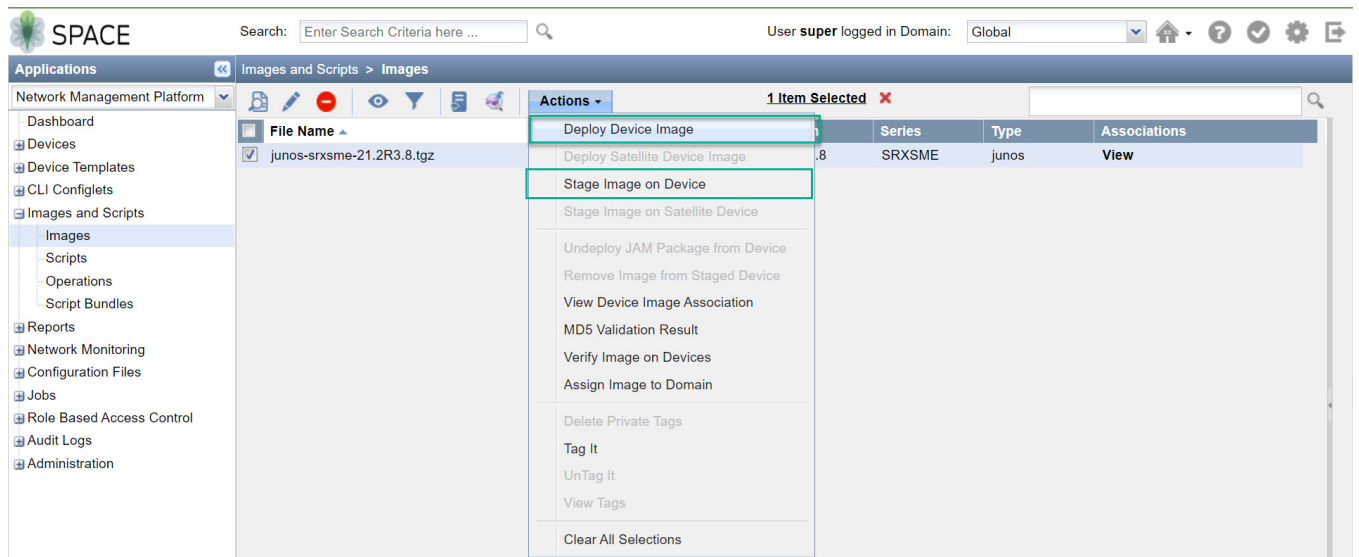 SPACE
Search: Enter Search Criteria here ...
User super logged in Domain: Global
Applications
Images and Scripts > Images
Network Management Platform
Actions
1 Item Selected
Dashboard
Devices
Device Templates
CLI Configlets
Images and Scripts
Images
Scripts
Operations
Script Bundles
Reports
Network Monitoring
Configuration Files
Jobs
Role Based Access Control
Audit Logs
Administration
File Name
Series
Type
Associations
junos-srxsme-21.2R3.8.tgz
.8
SRXSME
junos
View
Deploy Device Image
Deploy Satellite Device Image
Stage Image on Device
Stage Image on Satellite Device
Undeploy JAM Package from Device
Remove Image from Staged Device
View Device Image Association
MD5 Validation Result
Verify Image on Devices
Assign Image to Domain
Delete Private Tags
Tag It
UnTag It
View Tags
Clear All Selections